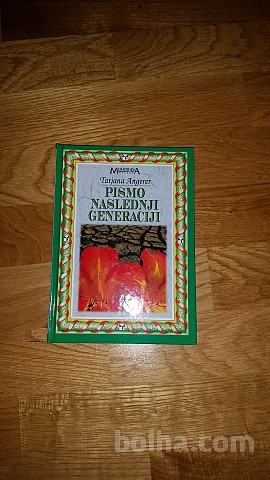 Tatjana Angerer
PISMO
NASLEDNJI
GENERACIJI
bolha.com